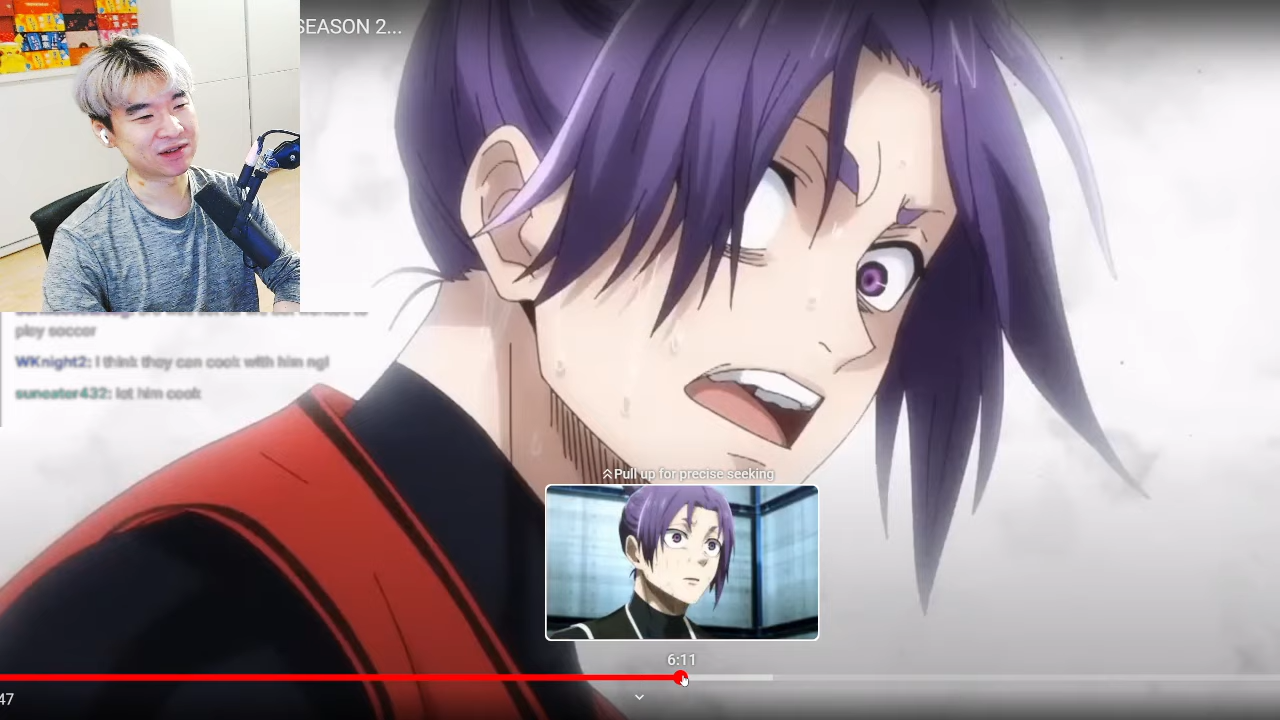 SEASON 2...
play soccer
WKnight2: I think they can cook with him ngl
suneater432: let him cook
Pull up for precise seeking
6:11
47